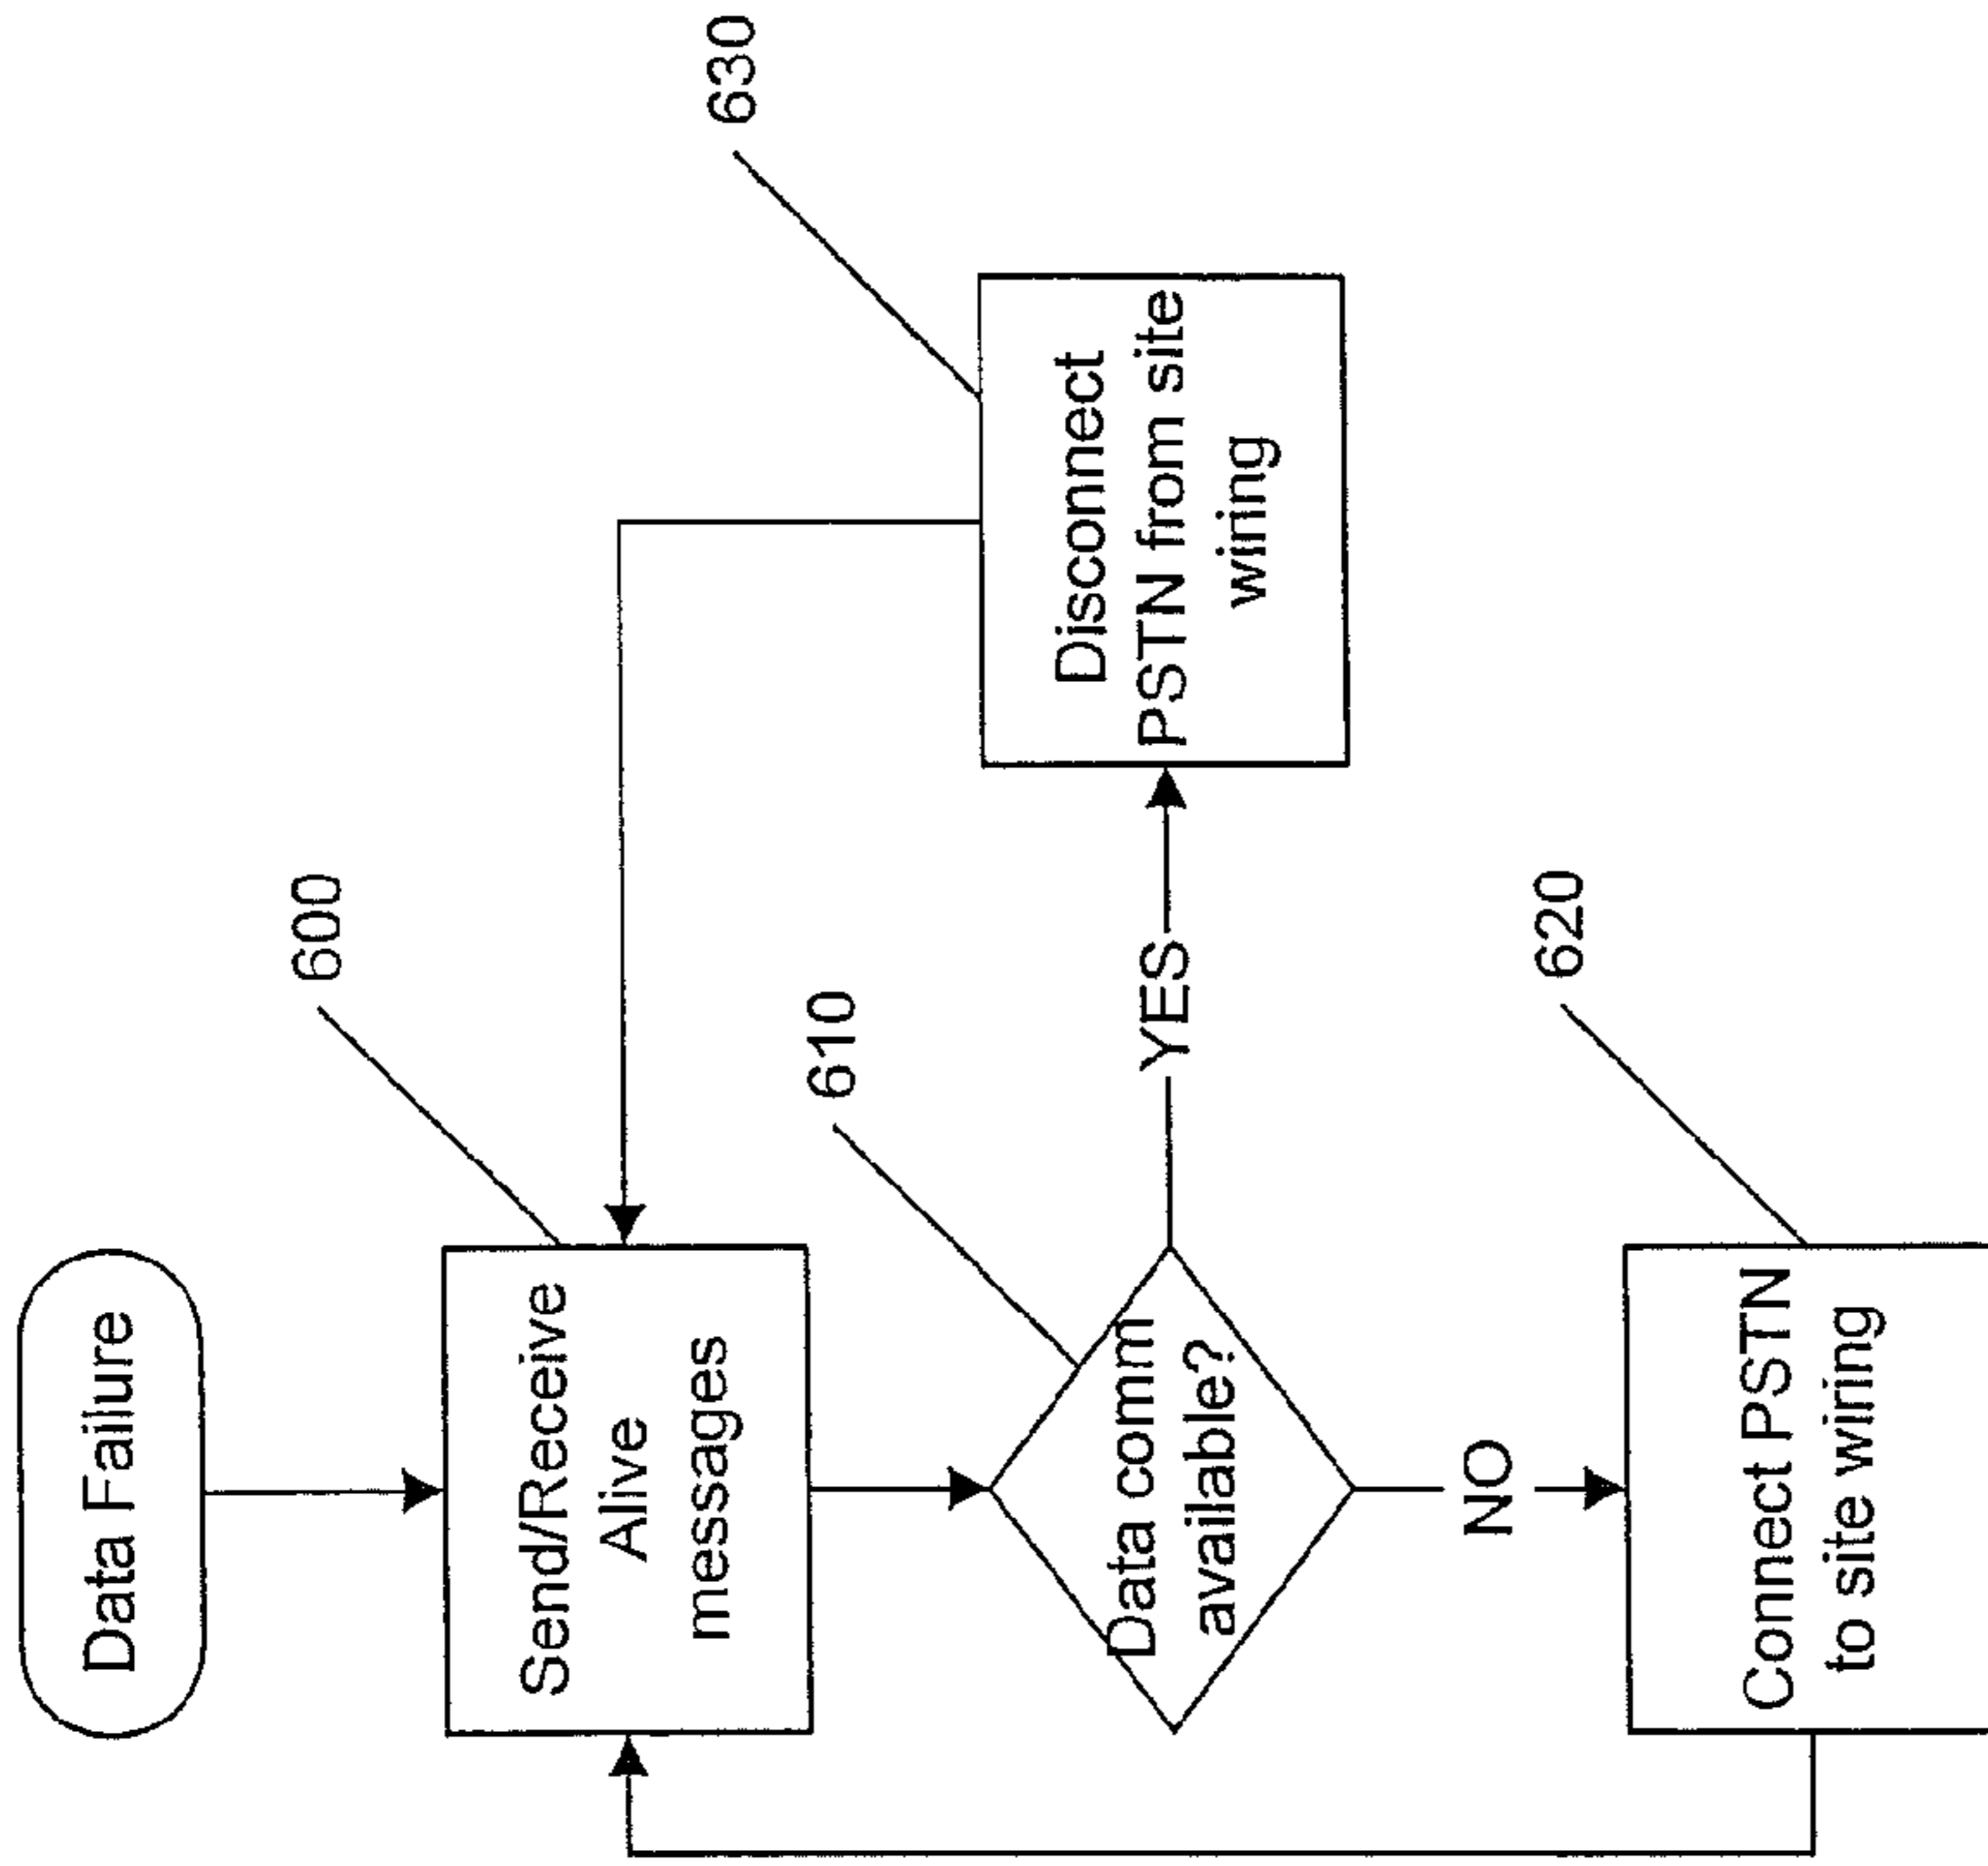 Data Failure
600
Send/Receive
Alive
messages
610
Data comm
available?
YES
630
Disconnect
PSTN from site
wiring
NO
620
Connect PSTN
to site wiring